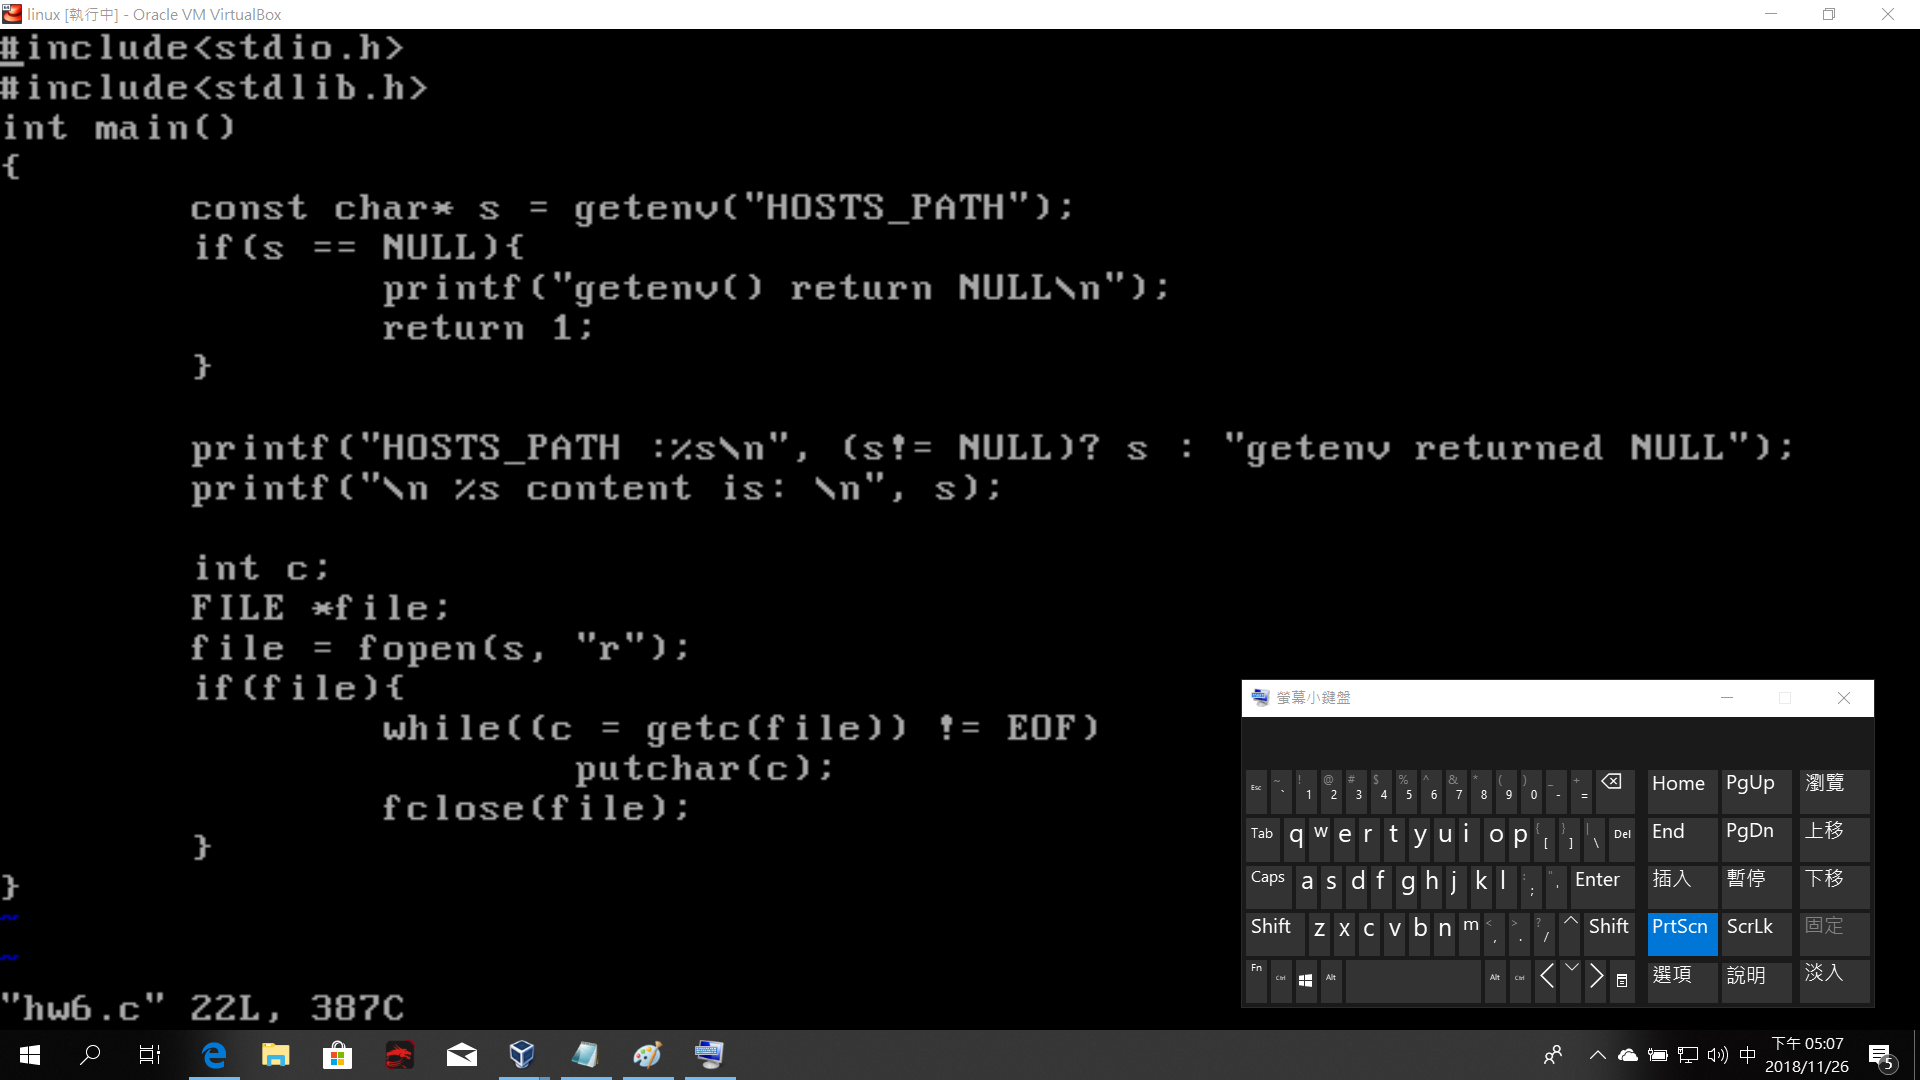 linux [執行中] - Oracle VM VirtualBox
#include<stdio.h>
#include<stdlib.h>
int main()
{
        const char* s = getenv("HOSTS_PATH");
        if(s == NULL){
                printf("getenv() return NULL\n");
                return 1;
        }
        printf("HOSTS_PATH :%s\n", (s!= NULL)? s : "getenv returned NULL");
        printf("\n %s content is: \n", s);
        int c;
        FILE *file;
        file = fopen(s, "r");
        if(file){
                while((c = getc(file)) != EOF)
                        putchar(c);
                fclose(file);
        }
}
~
~
"hw6.c" 22L, 387C
螢幕小鍵盤
Esc ~ ` ! 1 @ 2 # 3 $ 4 % 5 ^ 6 & 7 * 8 ( 9 ) 0 _ - + = Home PgUp 瀏覽
Tab q w e r t y u i o p { [ } ] | \ Del End PgDn 上移
Caps a s d f g h j k l : ; " ' Enter 插入 暫停 下移
Shift z x c v b n m < , > . ? / ^ Shift PrtScn ScrLk 固定
Fn Ctrl Alt Alt Ctrl 選項 說明 淡入
中
下午 05:07
2018/11/26
5